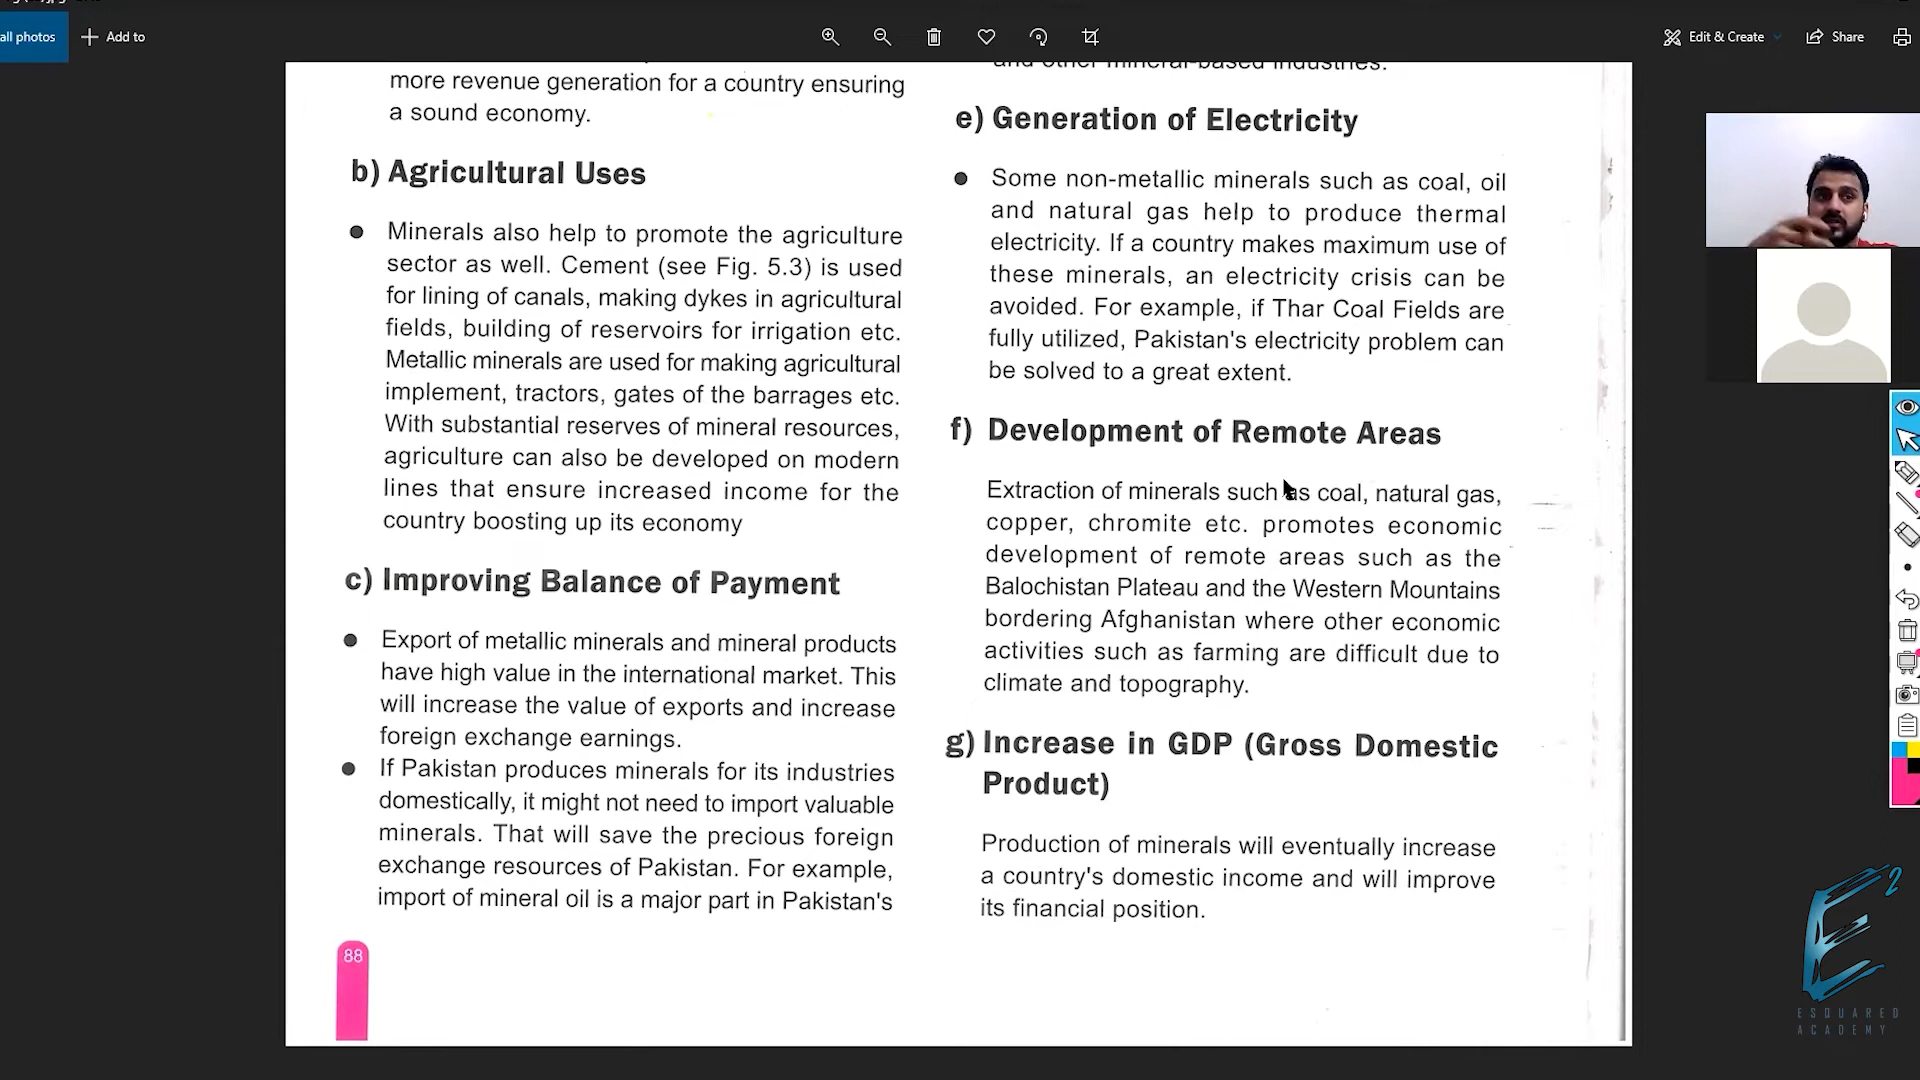 all photos
Add to
Edit & Create
Share
more revenue generation for a country ensuring
a sound economy.
b) Agricultural Uses
● Minerals also help to promote the agriculture
sector as well. Cement (see Fig. 5.3) is used
for lining of canals, making dykes in agricultural
fields, building of reservoirs for irrigation etc.
Metallic minerals are used for making agricultural
implement, tractors, gates of the barrages etc.
With substantial reserves of mineral resources,
agriculture can also be developed on modern
lines that ensure increased income for the
country boosting up its economy
c) Improving Balance of Payment
● Export of metallic minerals and mineral products
have high value in the international market. This
will increase the value of exports and increase
foreign exchange earnings.
● If Pakistan produces minerals for its industries
domestically, it might not need to import valuable
minerals. That will save the precious foreign
exchange resources of Pakistan. For example,
import of mineral oil is a major part in Pakistan's
88
and other mineral-based industries.
e) Generation of Electricity
● Some non-metallic minerals such as coal, oil
and natural gas help to produce thermal
electricity. If a country makes maximum use of
these minerals, an electricity crisis can be
avoided. For example, if Thar Coal Fields are
fully utilized, Pakistan's electricity problem can
be solved to a great extent.
f) Development of Remote Areas
Extraction of minerals such as coal, natural gas,
copper, chromite etc. promotes economic
development of remote areas such as the
Balochistan Plateau and the Western Mountains
bordering Afghanistan where other economic
activities such as farming are difficult due to
climate and topography.
g) Increase in GDP (Gross Domestic
Product)
Production of minerals will eventually increase
a country's domestic income and will improve
its financial position.
E2
ESQUARED
ACADEMY